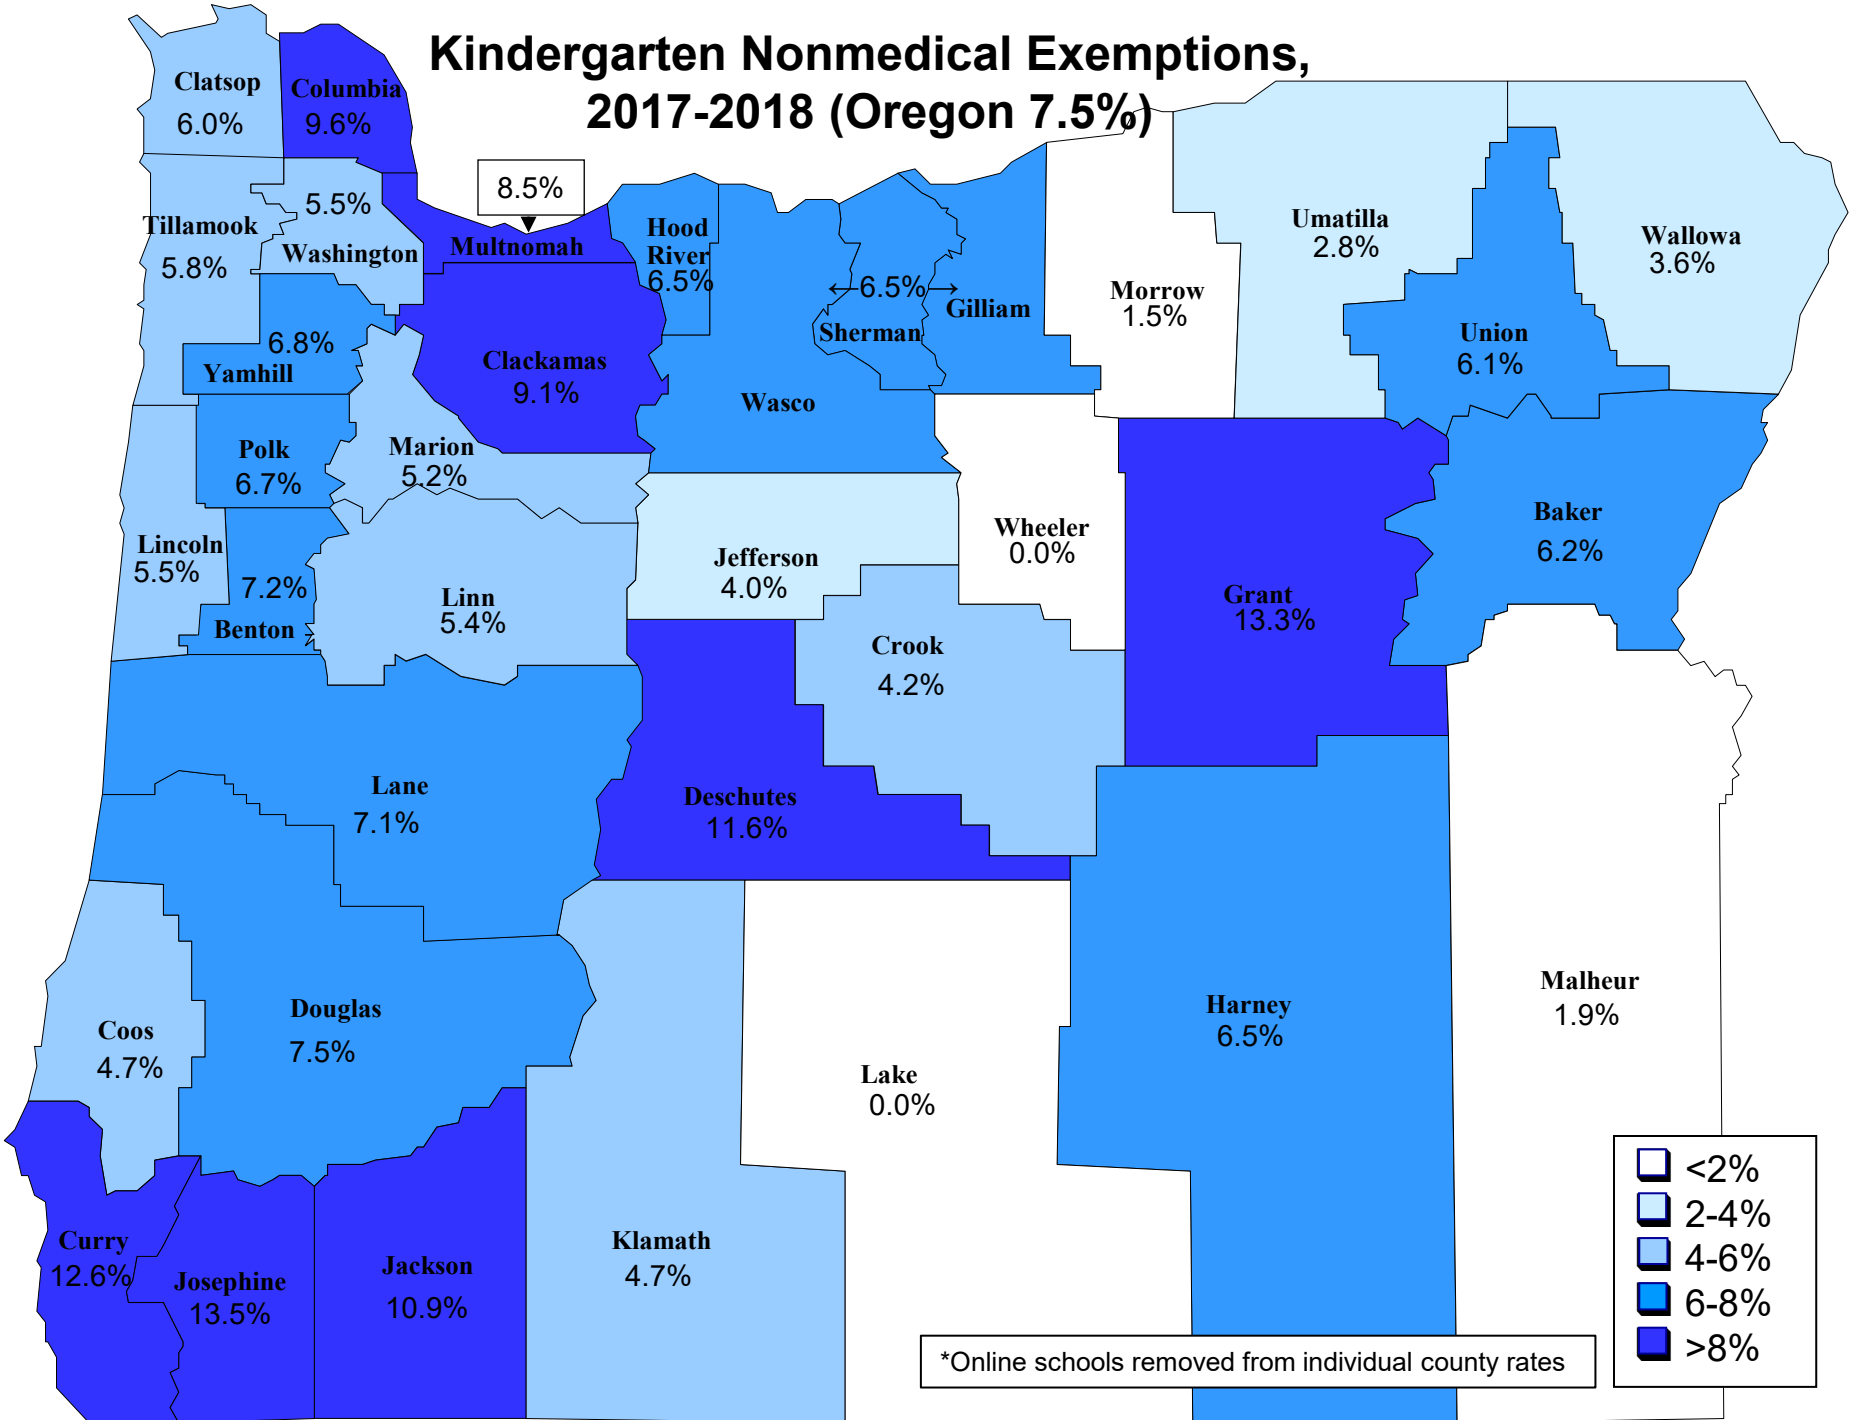 Kindergarten Nonmedical Exemptions,
2017-2018 (Oregon 7.5%)
Clatsop
6.0%
Columbia
9.6%
8.5%
Multnomah
Tillamook
5.8%
5.5%
Washington
Hood
River
6.5%
6.5%
Sherman
Gilliam
Morrow
1.5%
Umatilla
2.8%
Wallowa
3.6%
Union
6.1%
6.8%
Yamhill
Clackamas
9.1%
Wasco
Polk
6.7%
Marion
5.2%
Lincoln
5.5%
7.2%
Benton
Linn
5.4%
Jefferson
4.0%
Wheeler
0.0%
Grant
13.3%
Baker
6.2%
Crook
4.2%
Lane
7.1%
Deschutes
11.6%
Coos
4.7%
Douglas
7.5%
Lake
0.0%
Harney
6.5%
Malheur
1.9%
Curry
12.6%
Josephine
13.5%
Jackson
10.9%
Klamath
4.7%
<2%
2-4%
4-6%
6-8%
>8%
*Online schools removed from individual county rates